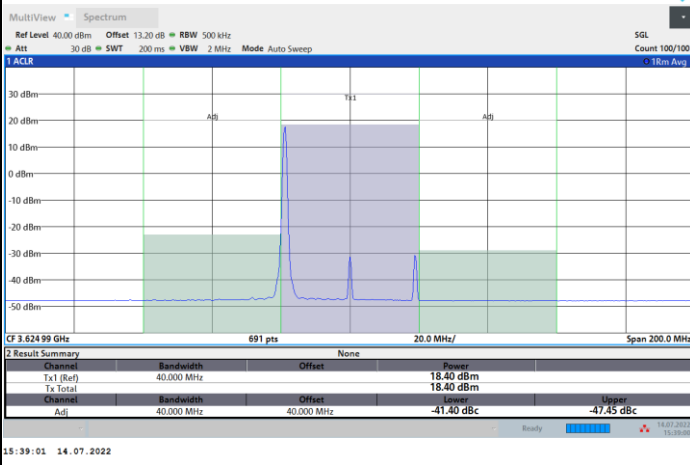 MultiView Spectrum
Ref Level 40.00 dBm Offset 13.20 dB RBW 500 kHz SGL
Att 30 dB SWT 200 ms VBW 2 MHz Mode Auto Sweep Count 100/100
1 ACLR 1Rm Avg
30 dBm
Tx1
20 dBm
Adj Adj
10 dBm
0 dBm
-10 dBm
-20 dBm
-30 dBm
-40 dBm
-50 dBm
CF 3.624 99 GHz 691 pts 20.0 MHz/ Span 200.0 MHz
2 Result Summary None
Channel Bandwidth Offset Power
Tx1 (Ref) 40.000 MHz 18.40 dBm
Tx Total 18.40 dBm
Channel Bandwidth Offset Lower Upper
Adj 40.000 MHz 40.000 MHz -41.40 dBc -47.45 dBc
Ready 14.07.2022
15:39:00
15:39:01 14.07.2022